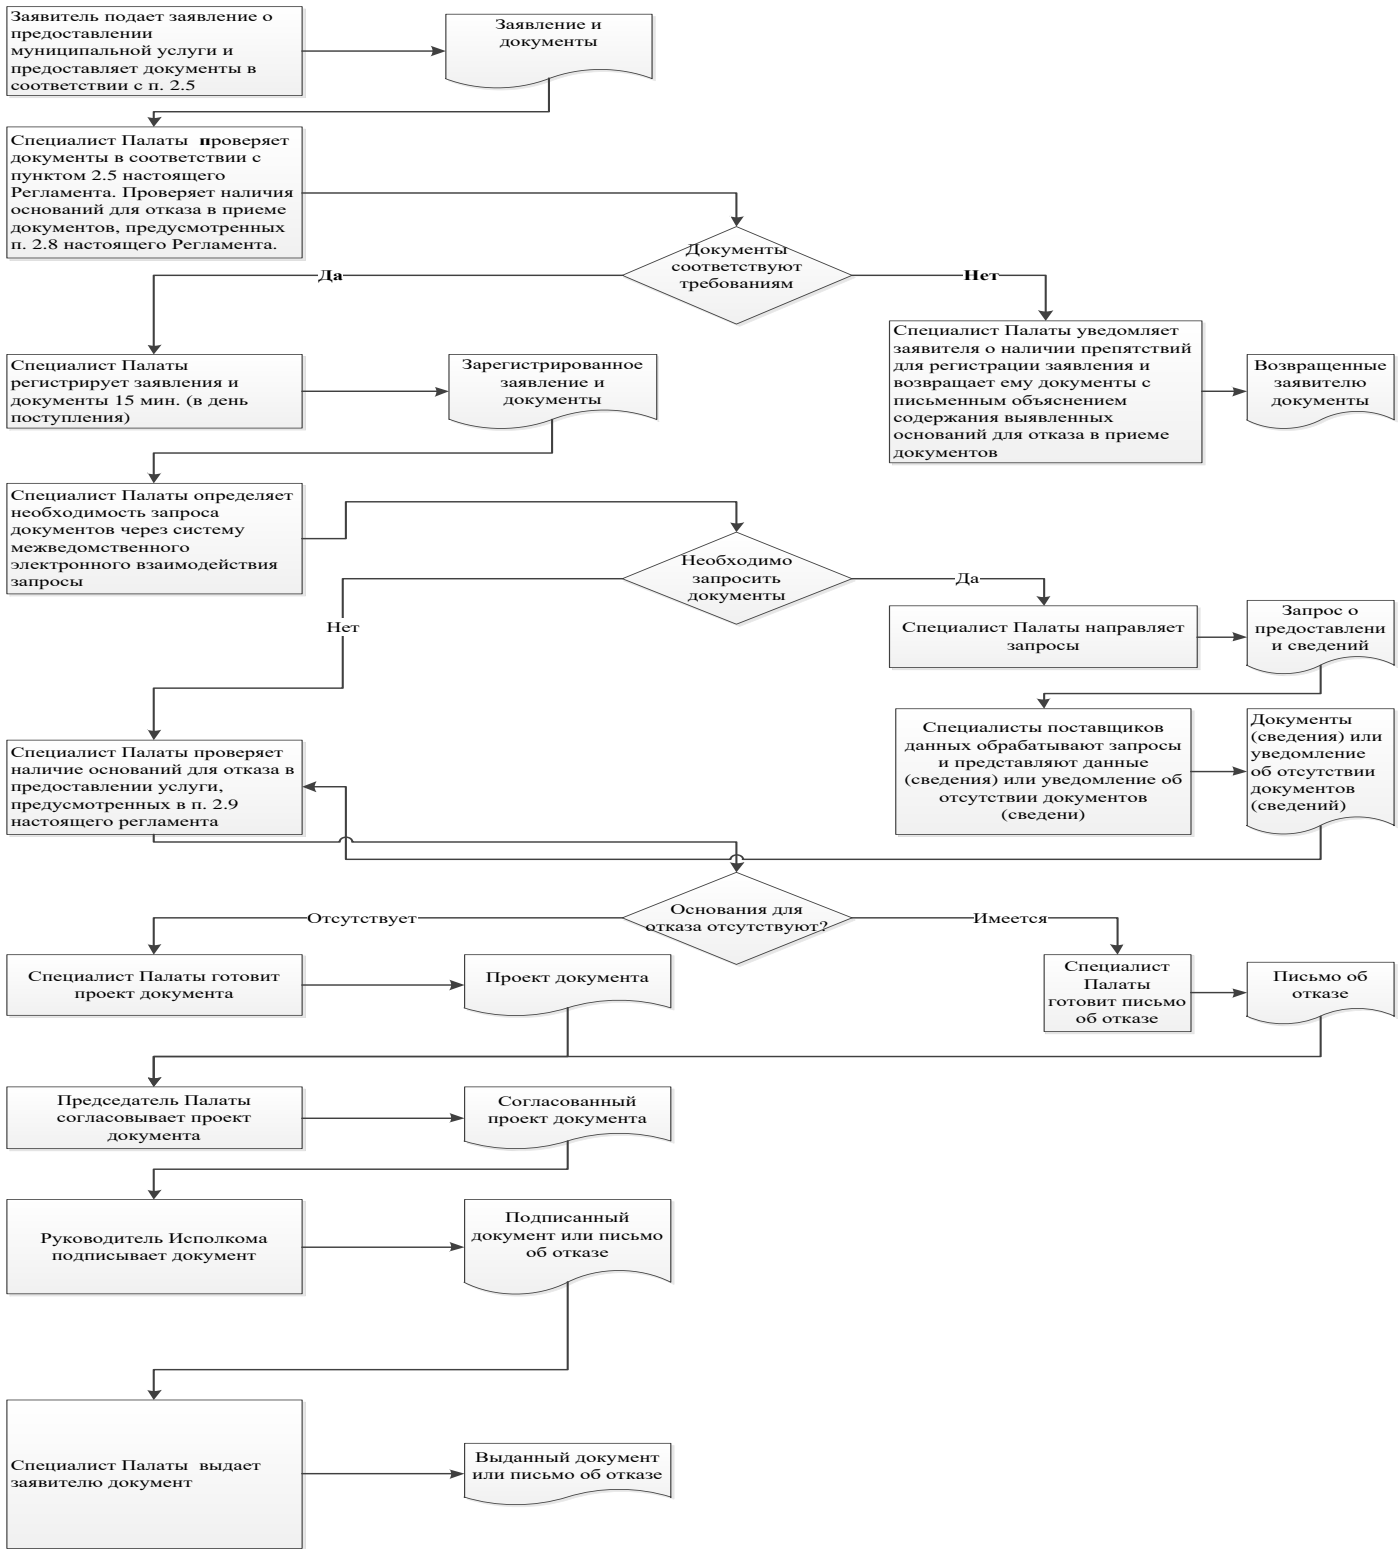 Заявитель подает заявление о
предоставлении
муниципальной услуги и
предоставляет документы в
соответствии с п. 2.5
Заявление и
документы
Специалист Палаты  проверяет
документы в соответствии с
пунктом 2.5 настоящего
Регламента. Проверяет наличия
оснований для отказа в приеме
документов, предусмотренных
п. 2.8 настоящего Регламента.
Документы
соответствуют
требованиям
Да
Нет
Специалист Палаты
регистрирует заявления и
документы 15 мин. (в день
поступления)
Зарегистрированное
заявление и
документы
Специалист Палаты уведомляет
заявителя о наличии препятствий
для регистрации заявления и
возвращает ему документы с
письменным объяснением
содержания выявленных
оснований для отказа в приеме
документов
Возвращенные
заявителю
документы
Специалист Палаты определяет
необходимость запроса
документов через систему
межведомственного
электронного взаимодействия
запросы
Необходимо
запросить
документы
Да
Нет
Специалист Палаты направляет
запросы
Запрос о
предоставлени
и сведений
Специалисты поставщиков
данных обрабатывают запросы
и представляют данные
(сведения) или уведомление об
отсутствии документов
(сведени)
Документы
(сведения) или
уведомление
об отсутствии
документов
(сведений)
Специалист Палаты проверяет
наличие оснований для отказа в
предоставлении услуги,
предусмотренных в п. 2.9
настоящего регламента
Основания для
отказа отсутствуют?
Отсутствует
Имеется
Специалист Палаты готовит
проект документа
Проект документа
Специалист
Палаты
готовит письмо
об отказе
Письмо об
отказе
Председатель Палаты
согласовывает проект
документа
Согласованный
проект документа
Руководитель Исполкома
подписывает документ
Подписанный
документ или письмо
об отказе
Специалист Палаты  выдает
заявителю документ
Выданный документ
или письмо об отказе